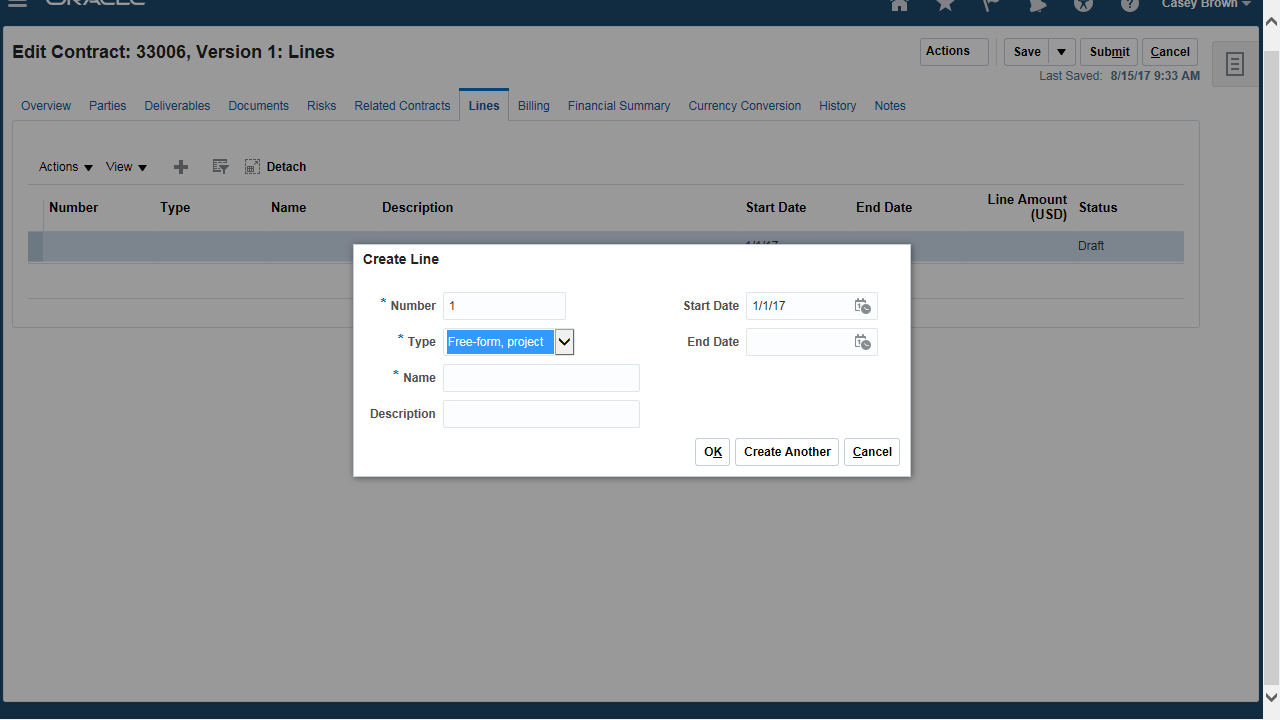 ORACLE
Casey Brown
Edit Contract: 33006, Version 1: Lines
Actions Save Submit Cancel
Last Saved: 8/15/17 9:33 AM
Overview Parties Deliverables Documents Risks Related Contracts Lines Billing Financial Summary Currency Conversion History Notes
Actions View Detach
Number Type Name Description Start Date End Date Line Amount (USD) Status
1/1/17 Draft
Create Line
* Number 1
Start Date 1/1/17
* Type Free-form, project
End Date
* Name
Description
OK Create Another Cancel